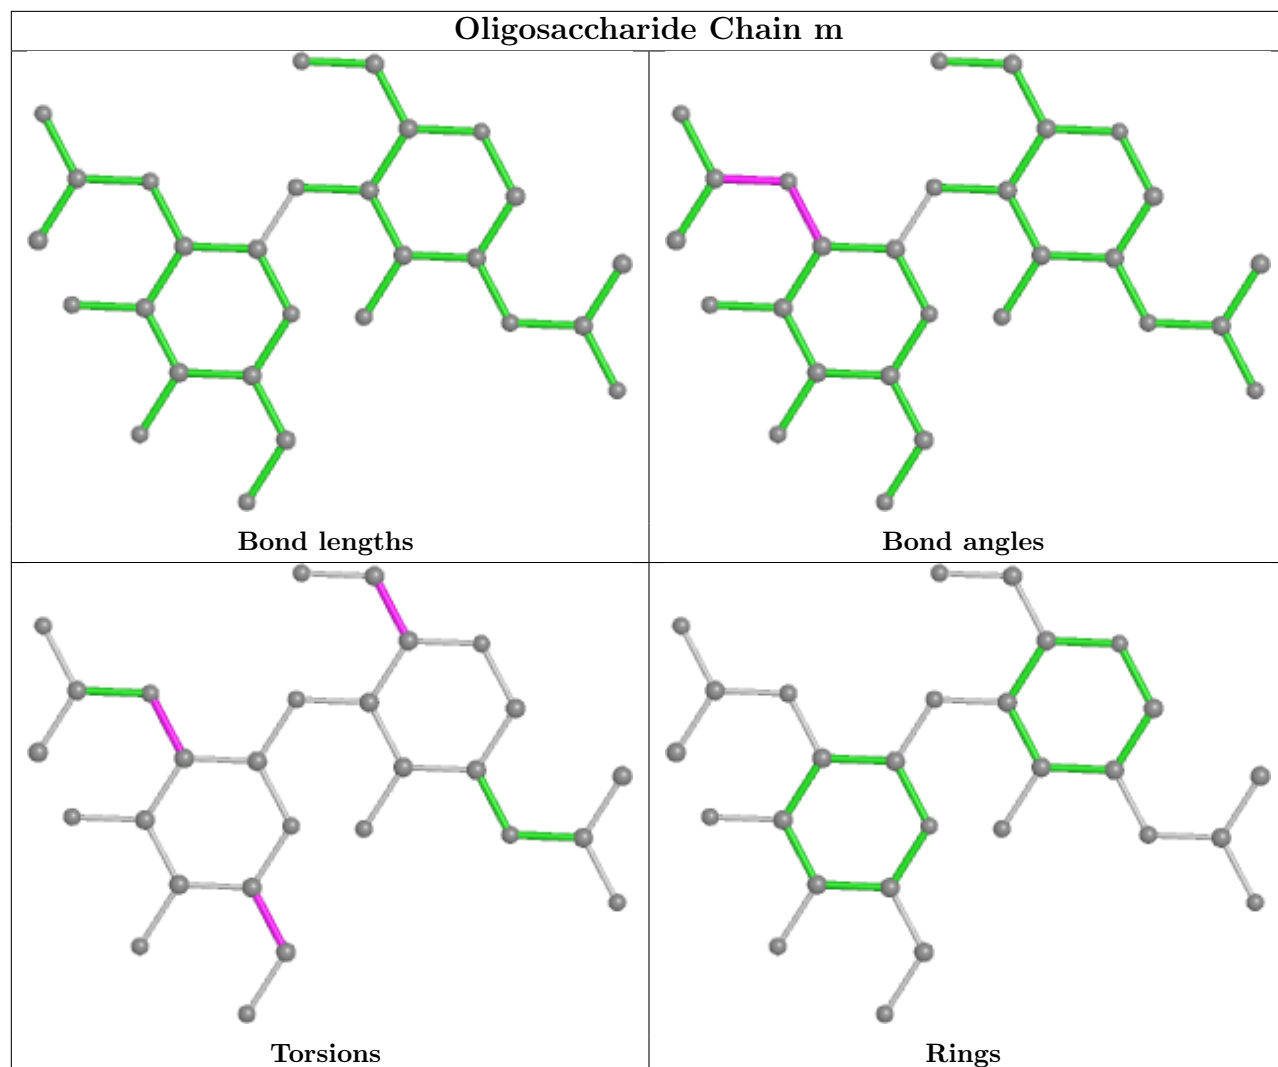 Oligosaccharide Chain m
Bond lengths
Bond angles
Torsions
Rings